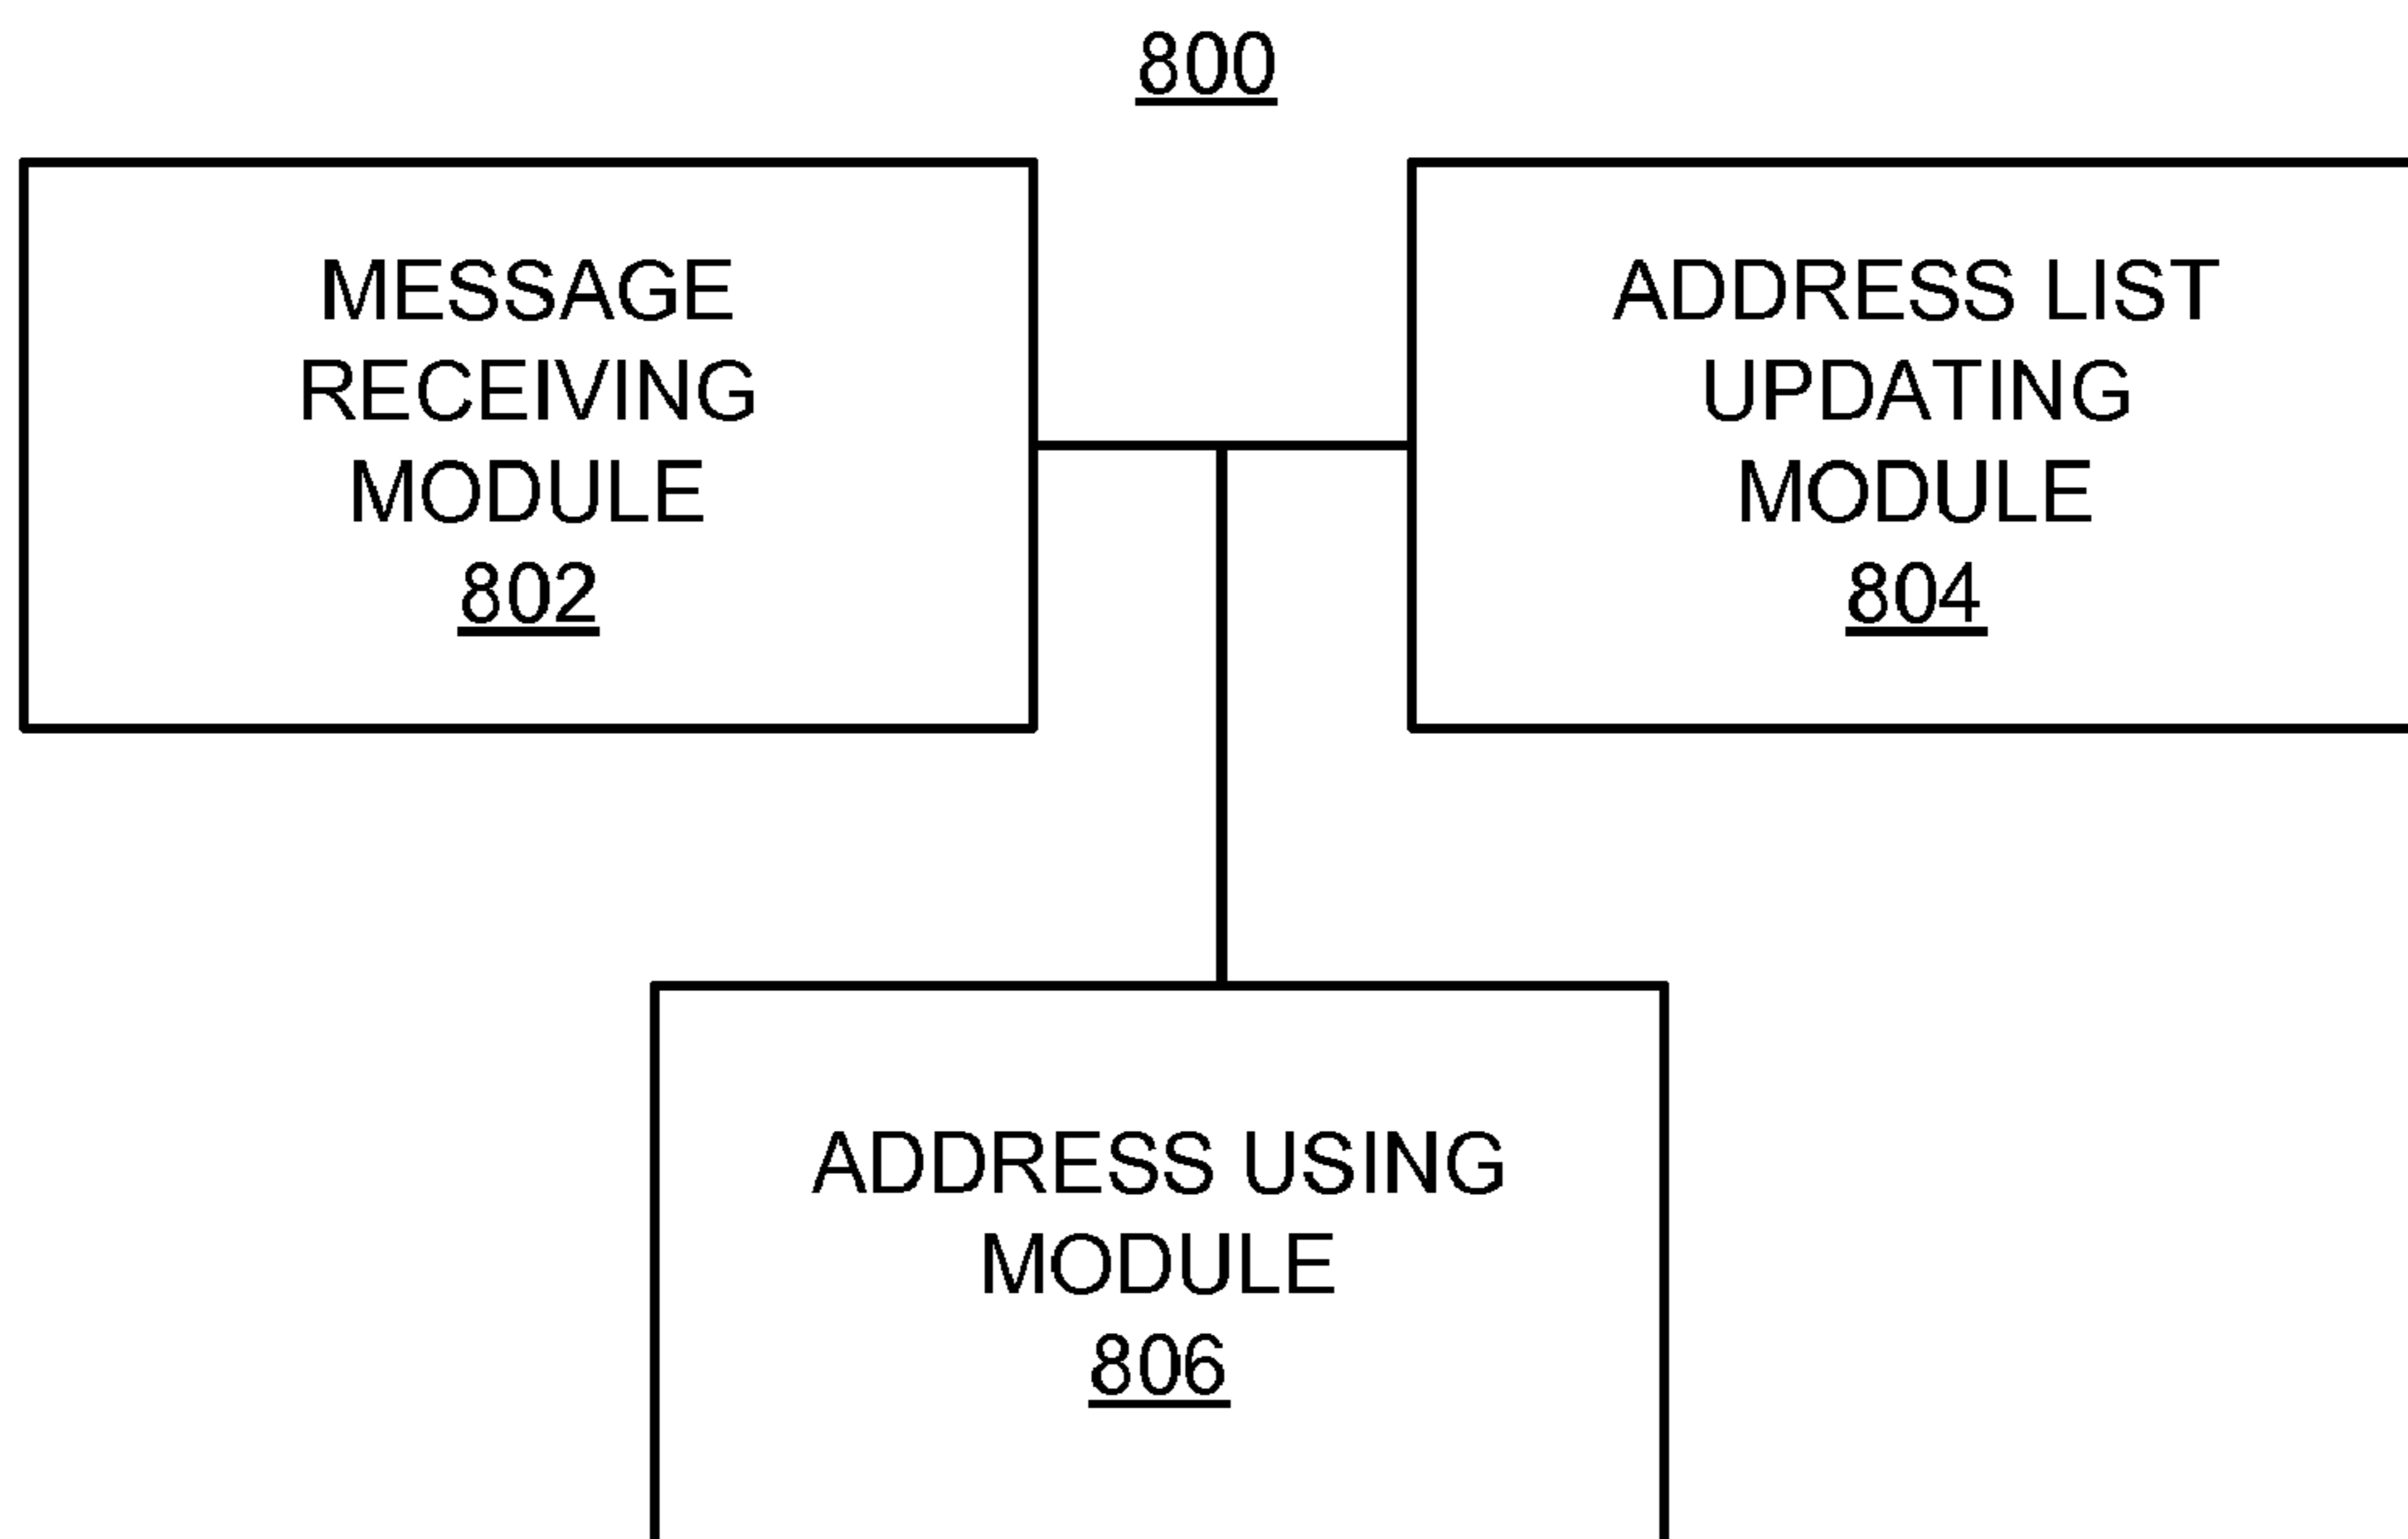 800
MESSAGE
RECEIVING
MODULE
802
ADDRESS LIST
UPDATING
MODULE
804
ADDRESS USING
MODULE
806